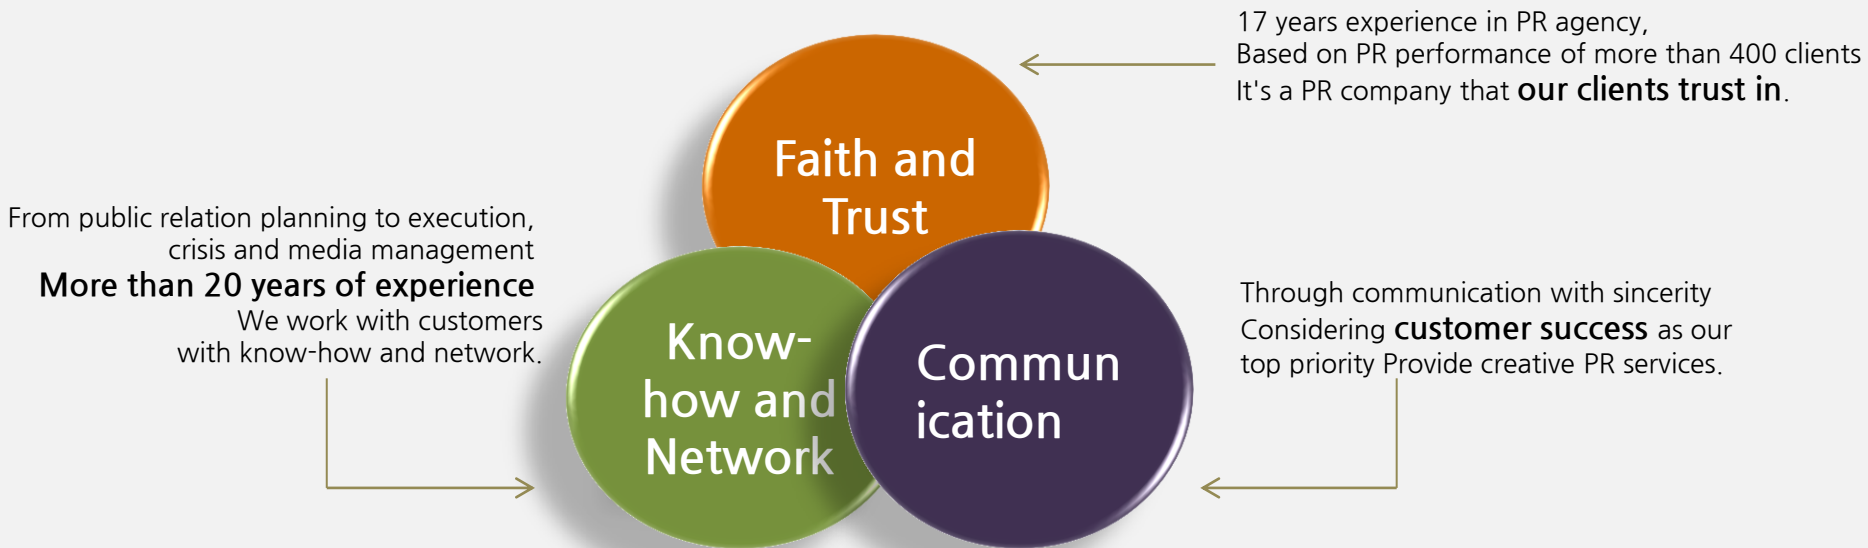 17 years experience in PR agency,
Based on PR performance of more than 400 clients
It's a PR company that our clients trust in.
Faith and
Trust
From public relation planning to execution,
crisis and media management
More than 20 years of experience
We work with customers
with know-how and network.
Know-
how and
Network
Commun
ication
Through communication with sincerity
Considering customer success as our
top priority Provide creative PR services.